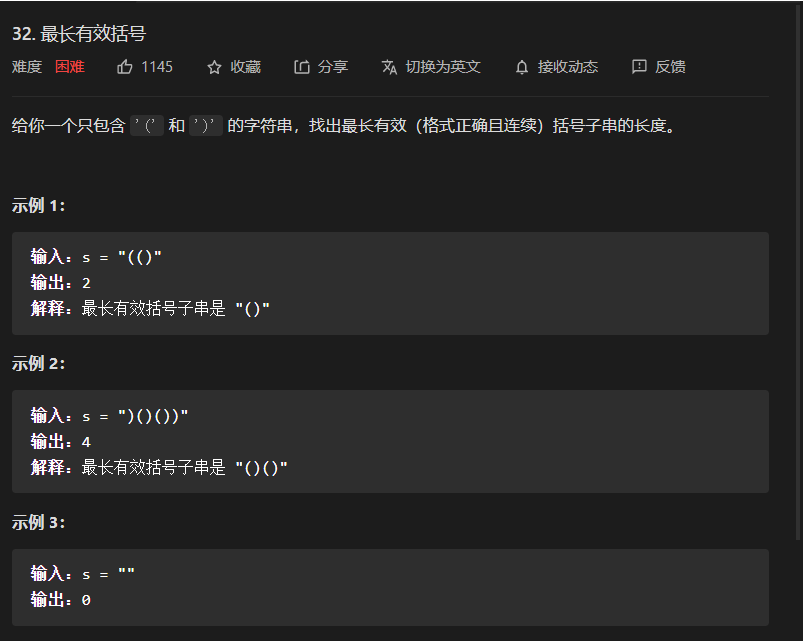 32. 最长有效括号
难度 困难 1145 收藏 分享 切换为英文 接收动态 反馈
给你一个只包含 '(' 和 ')' 的字符串，找出最长有效（格式正确且连续）括号子串的长度。
示例 1：
输入：s = "(()"
输出：2
解释：最长有效括号子串是 "()"
示例 2：
输入：s = ")()())"
输出：4
解释：最长有效括号子串是 "()()"
示例 3：
输入：s = ""
输出：0